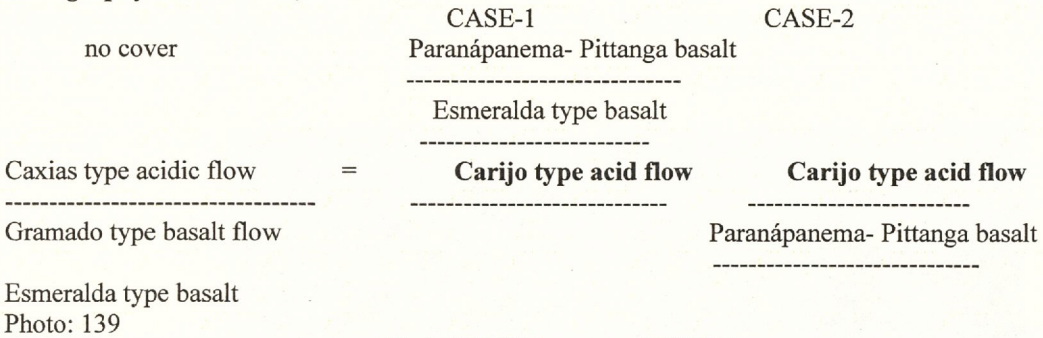 CASE-1 CASE-2
no cover Paranápanema- Pittanga basalt
-------------------------------
Esmeralda type basalt
--------------------------
Caxias type acidic flow = Carijo type acid flow Carijo type acid flow
----------------------------------- ----------------------------- -------------------------
Gramado type basalt flow Paranápanema- Pittanga basalt
------------------------------
Esmeralda type basalt
Photo: 139